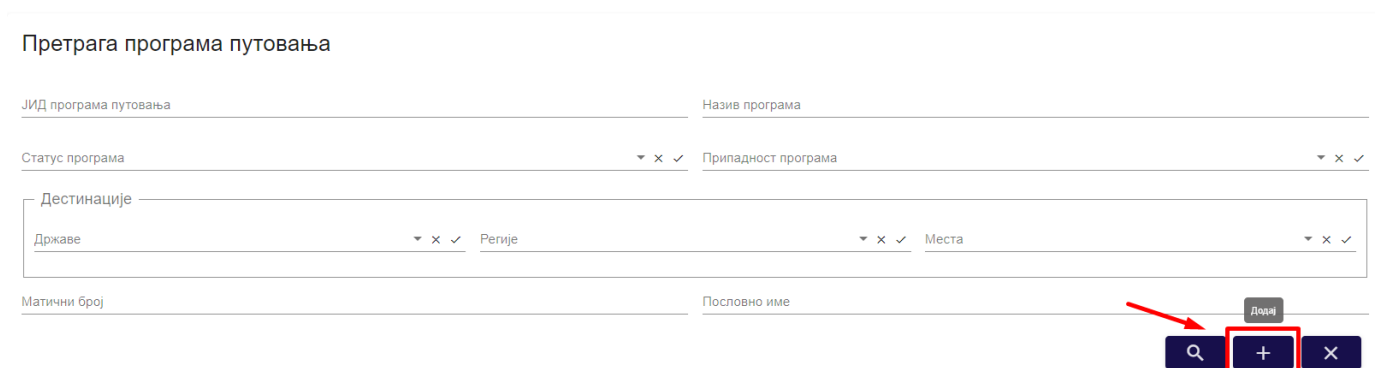 Претрага програма путовања
ЈИД програма путовања
Назив програма
Статус програма
Припадност програма
Дестинације
Државе
Регије
Места
Матични број
Пословно име
Додај